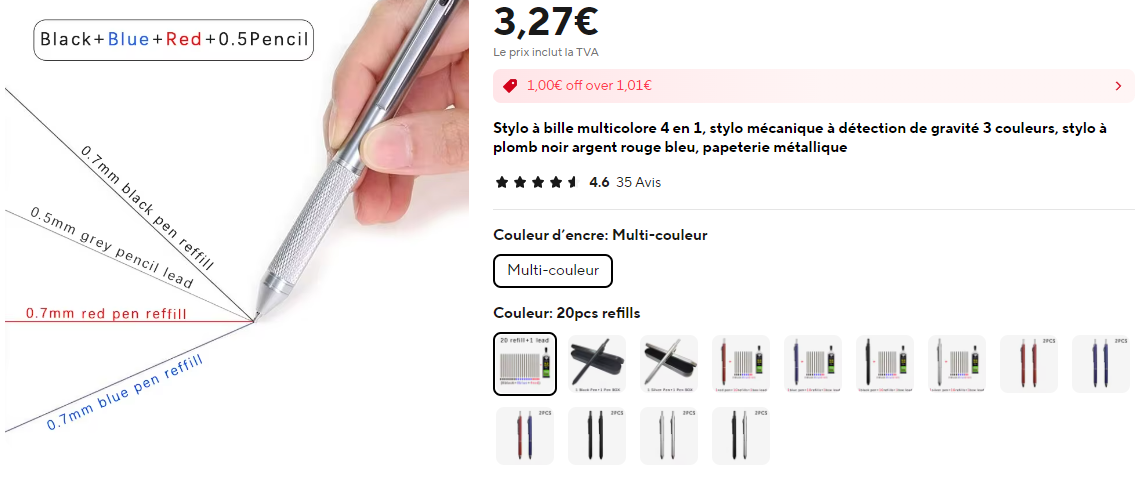 Black+Blue+Red+0.5Pencil
0.7mm black pen reffill
0.5mm grey pencil lead
0.7mm red pen reffill
0.7mm blue pen reffill
3,27€
Le prix inclut la TVA
1,00€ off over 1,01€
Stylo à bille multicolore 4 en 1, stylo mécanique à détection de gravité 3 couleurs, stylo à
plomb noir argent rouge bleu, papeterie métallique
4.6 35 Avis
Couleur d’encre: Multi-couleur
Multi-couleur
Couleur: 20pcs refills
20 refill+1 lead
2PCS
2PCS
2PCS
2PCS
2PCS
2PCS